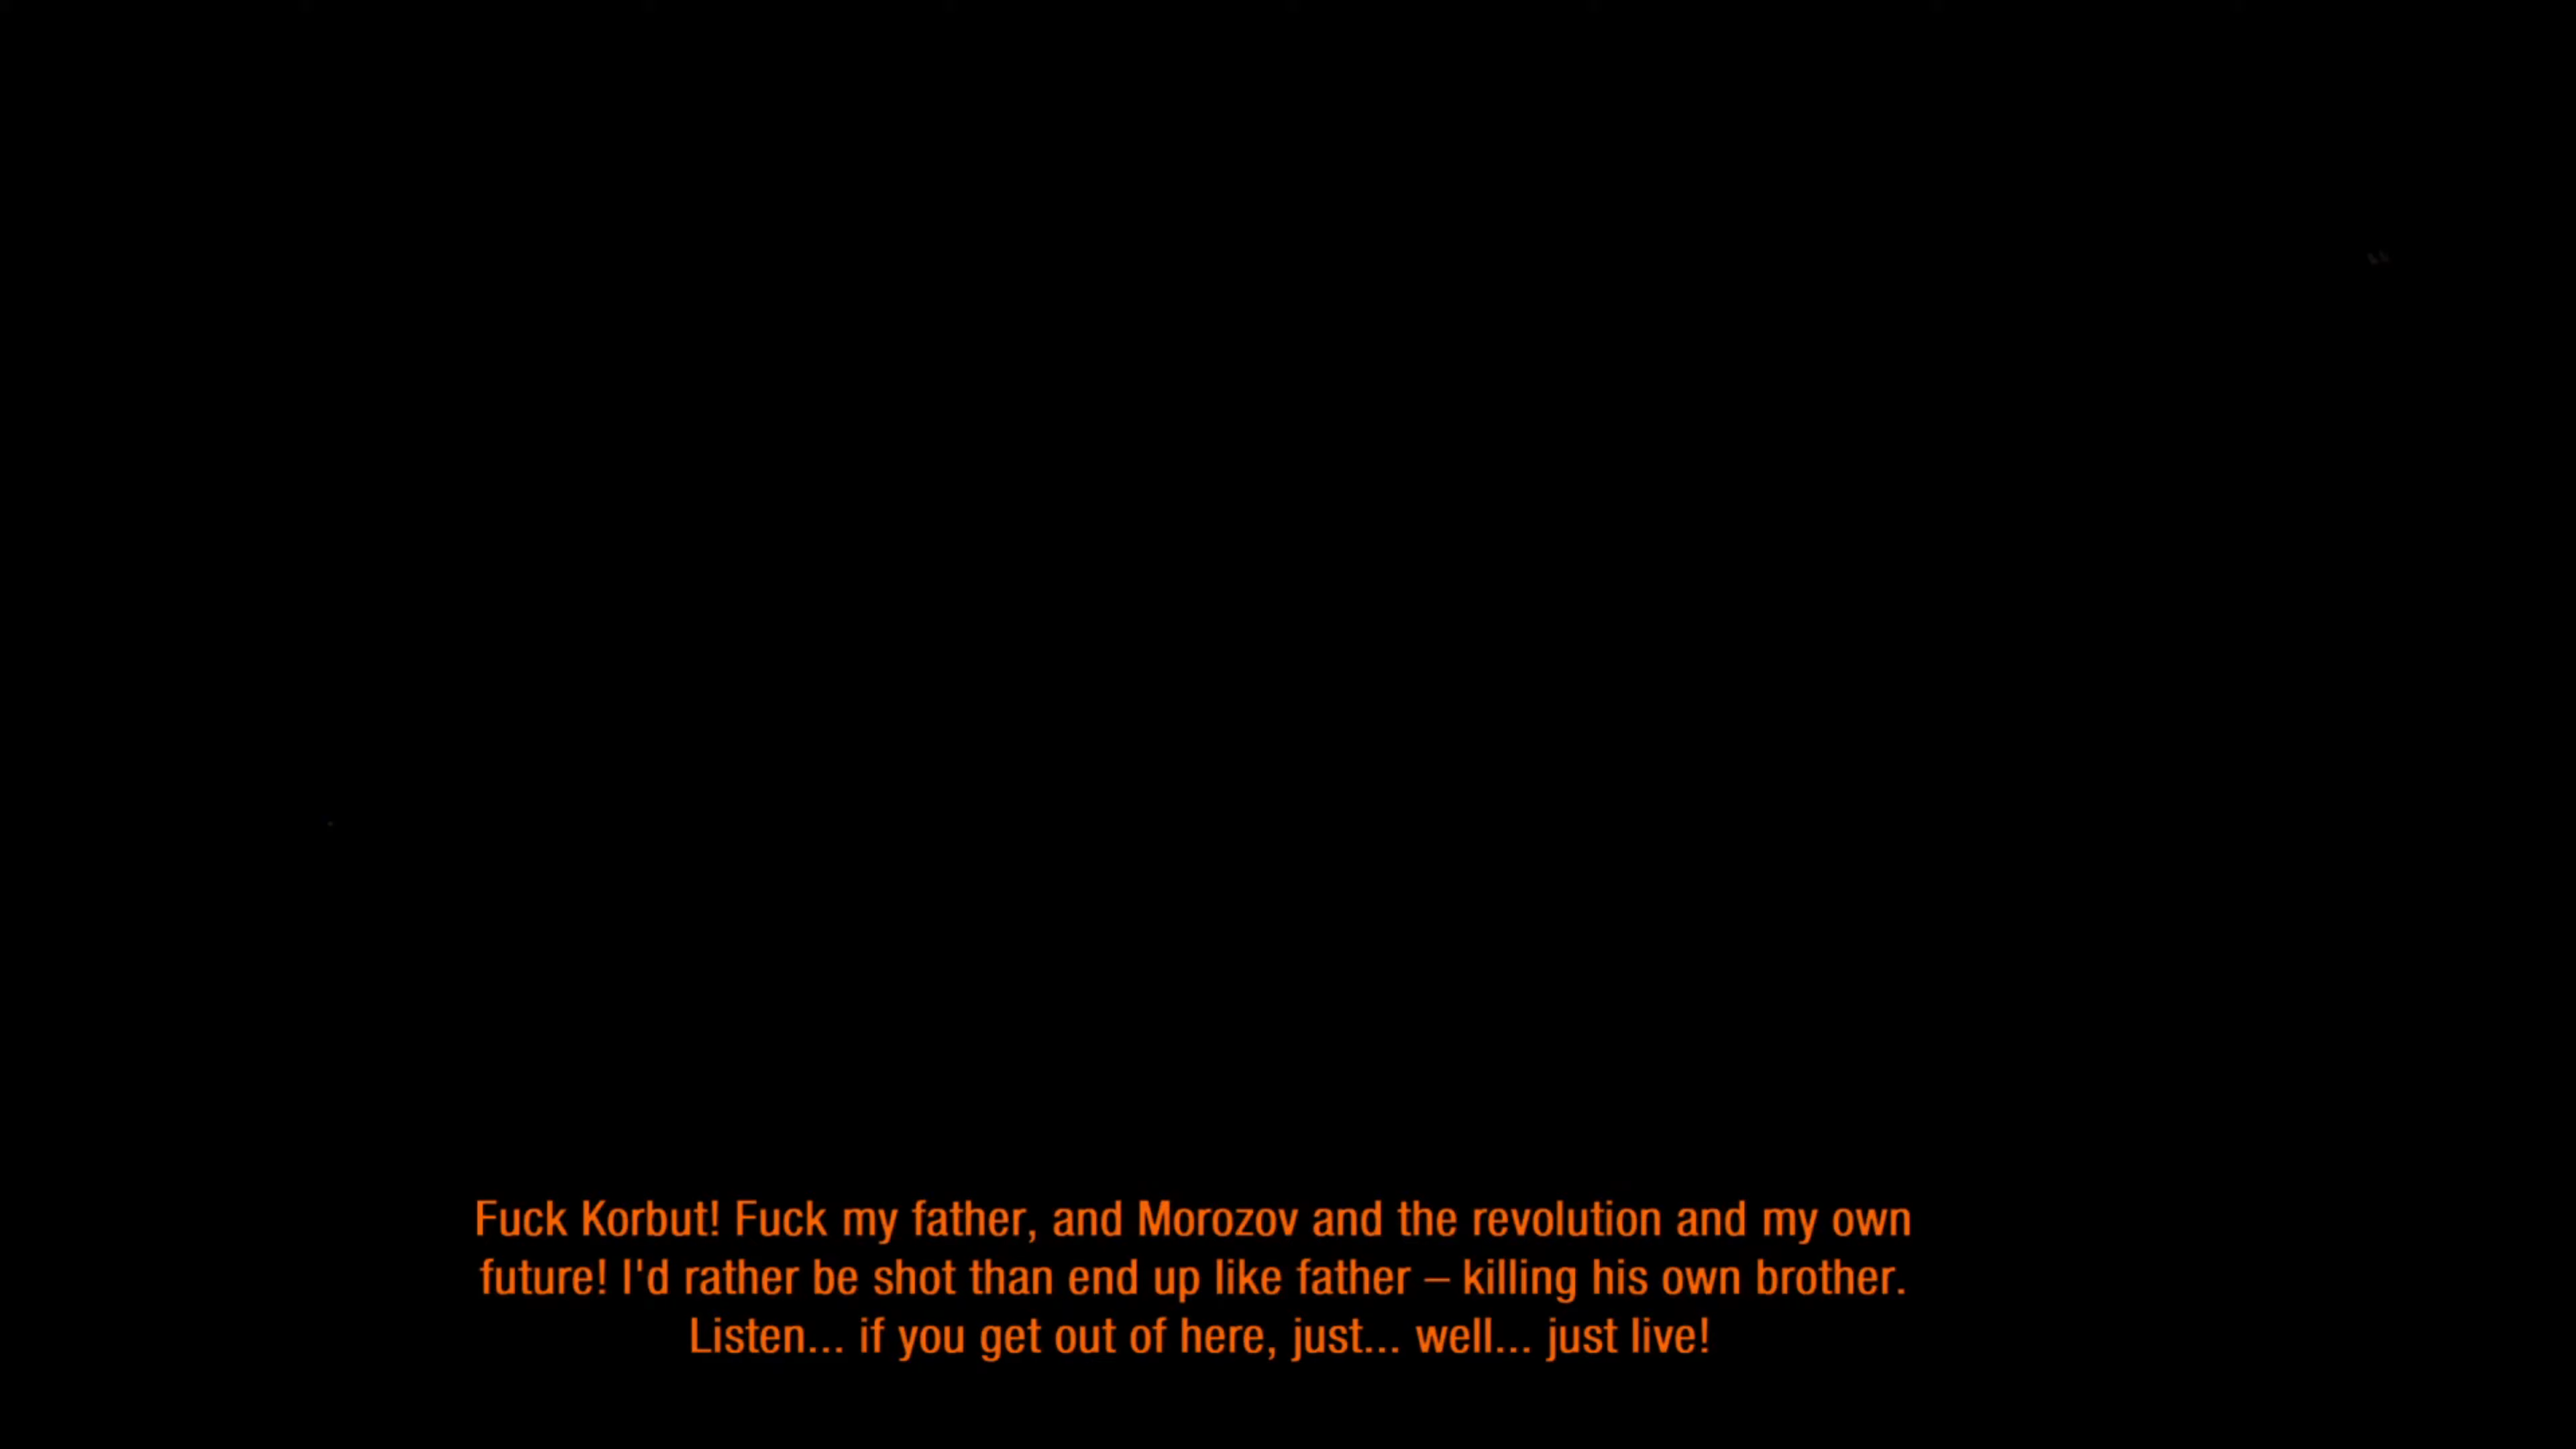 Fuck Korbut! Fuck my father, and Morozov and the revolution and my own
future! I'd rather be shot than end up like father – killing his own brother.
Listen... if you get out of here, just... well... just live!